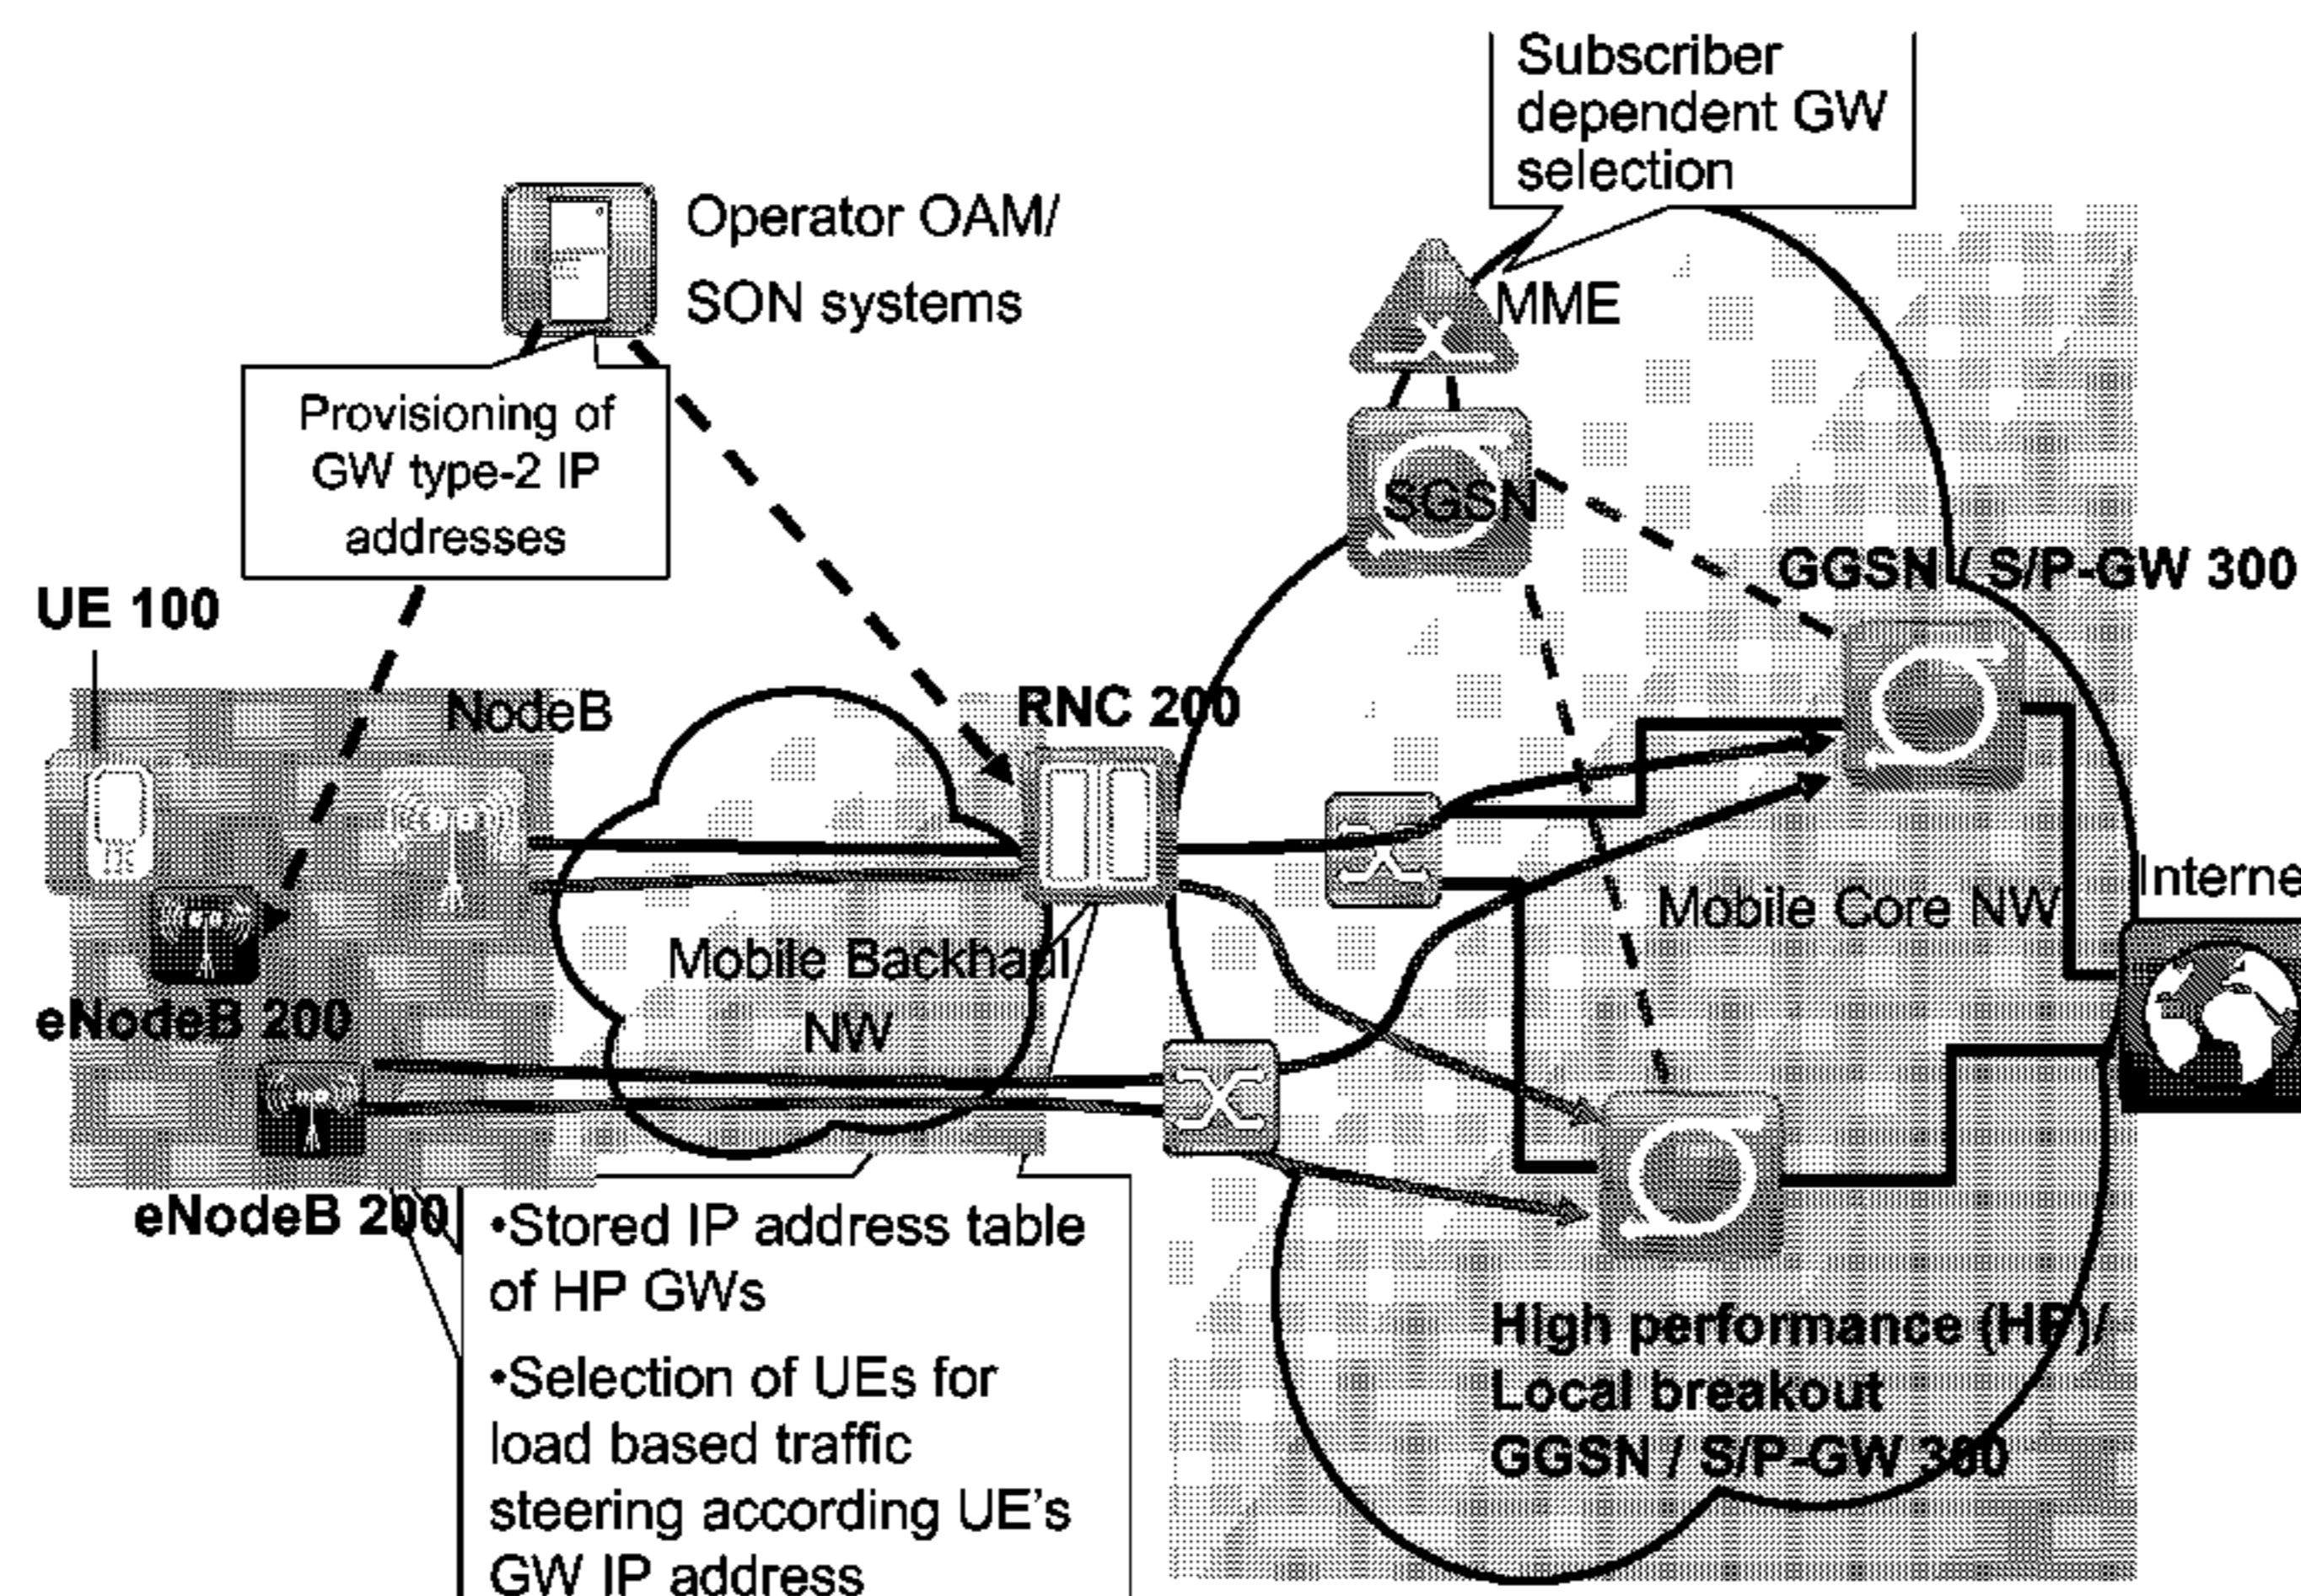 Subscriber
dependent GW
selection
Operator OAM/
SON systems
MME
Provisioning of
GW type-2 IP
addresses
SGSN
GGSN / S/P-GW 300
UE 100
NodeB
RNC 200
Mobile Core NW
Interne
Mobile Backhaul
NW
eNodeB 200
eNodeB 200
•Stored IP address table
of HP GWs
•Selection of UEs for
load based traffic
steering according UE's
GW IP address
High performance (HP)/
Local breakout
GGSN / S/P-GW 300